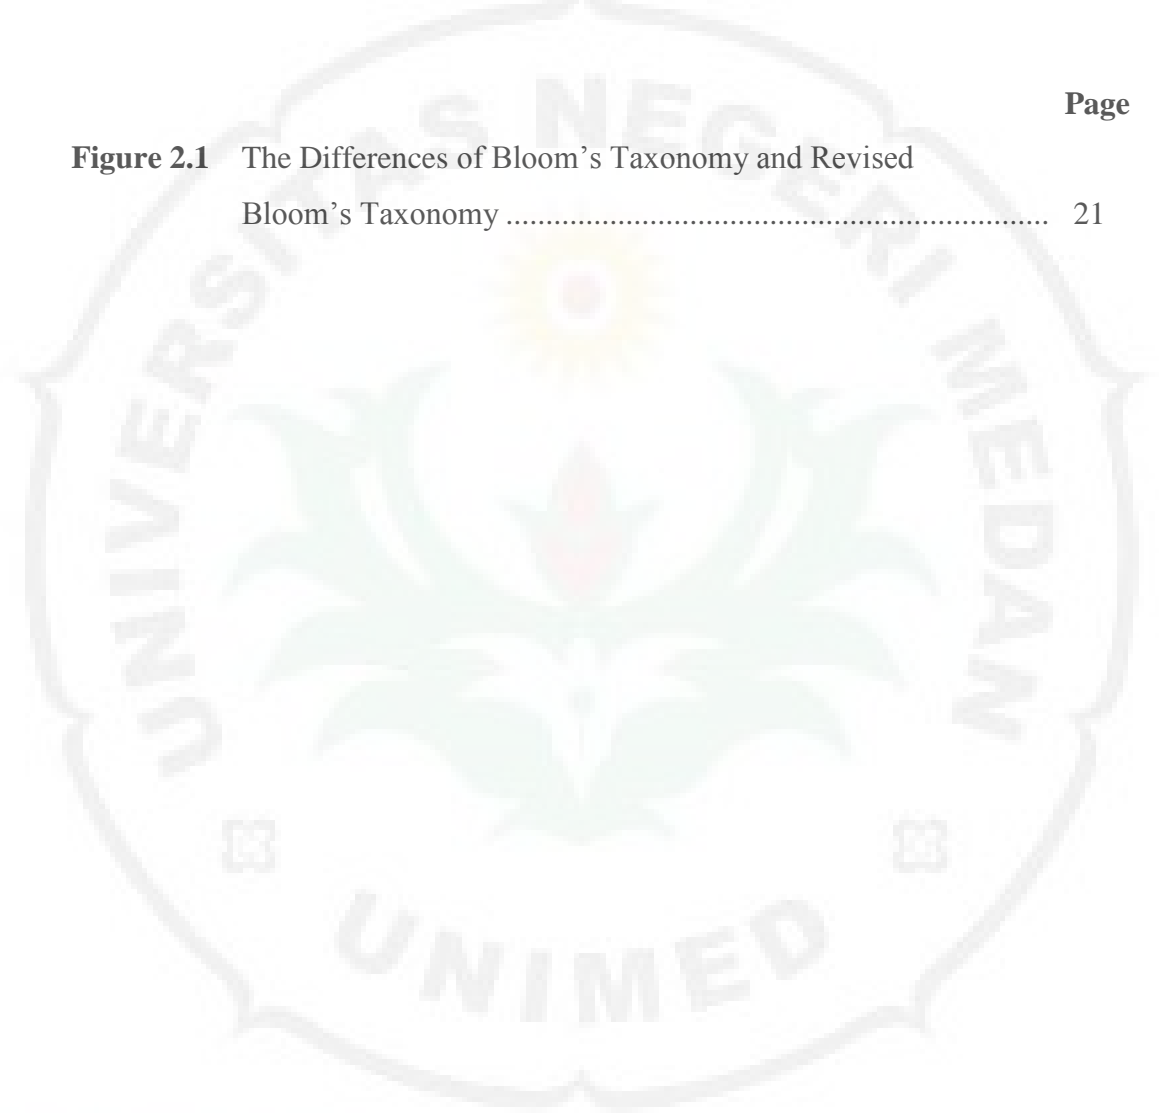 Page
Figure 2.1 The Differences of Bloom’s Taxonomy and Revised
Bloom’s Taxonomy .................................................................... 21
UNIVERSITAS NEGERI MEDAN
UNIMED